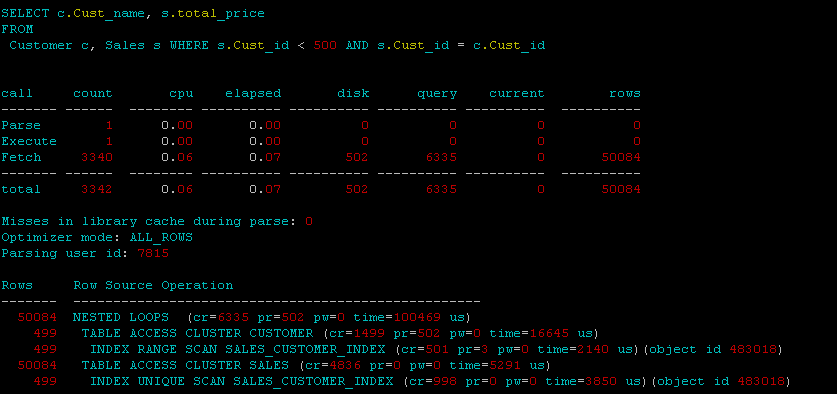 SELECT c.Cust_name, s.total_price
FROM
Customer c, Sales s WHERE s.Cust_id < 500 AND s.Cust_id = c.Cust_id
call count cpu elapsed disk query current rows
------- ------ -------- ---------- ---------- ---------- ---------- ----------
Parse 1 0.00 0.00 0 0 0 0
Execute 1 0.00 0.00 0 0 0 0
Fetch 3340 0.06 0.07 502 6335 0 50084
------- ------ -------- ---------- ---------- ---------- ---------- ----------
total 3342 0.06 0.07 502 6335 0 50084
Misses in library cache during parse: 0
Optimizer mode: ALL_ROWS
Parsing user id: 7815
Rows Row Source Operation
------- ---------------------------------------------------
50084 NESTED LOOPS (cr=6335 pr=502 pw=0 time=100469 us)
499 TABLE ACCESS CLUSTER CUSTOMER (cr=1499 pr=502 pw=0 time=16645 us)
499 INDEX RANGE SCAN SALES_CUSTOMER_INDEX (cr=501 pr=3 pw=0 time=2140 us)(object id 483018)
50084 TABLE ACCESS CLUSTER SALES (cr=4836 pr=0 pw=0 time=5291 us)
499 INDEX UNIQUE SCAN SALES_CUSTOMER_INDEX (cr=998 pr=0 pw=0 time=3850 us)(object id 483018)